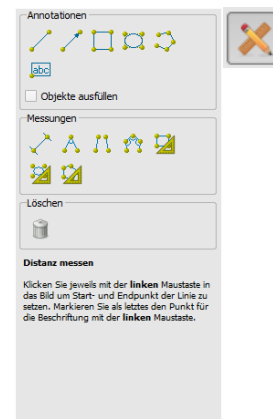 Annotationen
abc
Objekte ausfüllen
Messungen
Löschen
Distanz messen
Klicken Sie jeweils mit der linken Maustaste in
das Bild um Start- und Endpunkt der Linie zu
setzen. Markieren Sie als letztes den Punkt für
die Beschriftung mit der linken Maustaste.